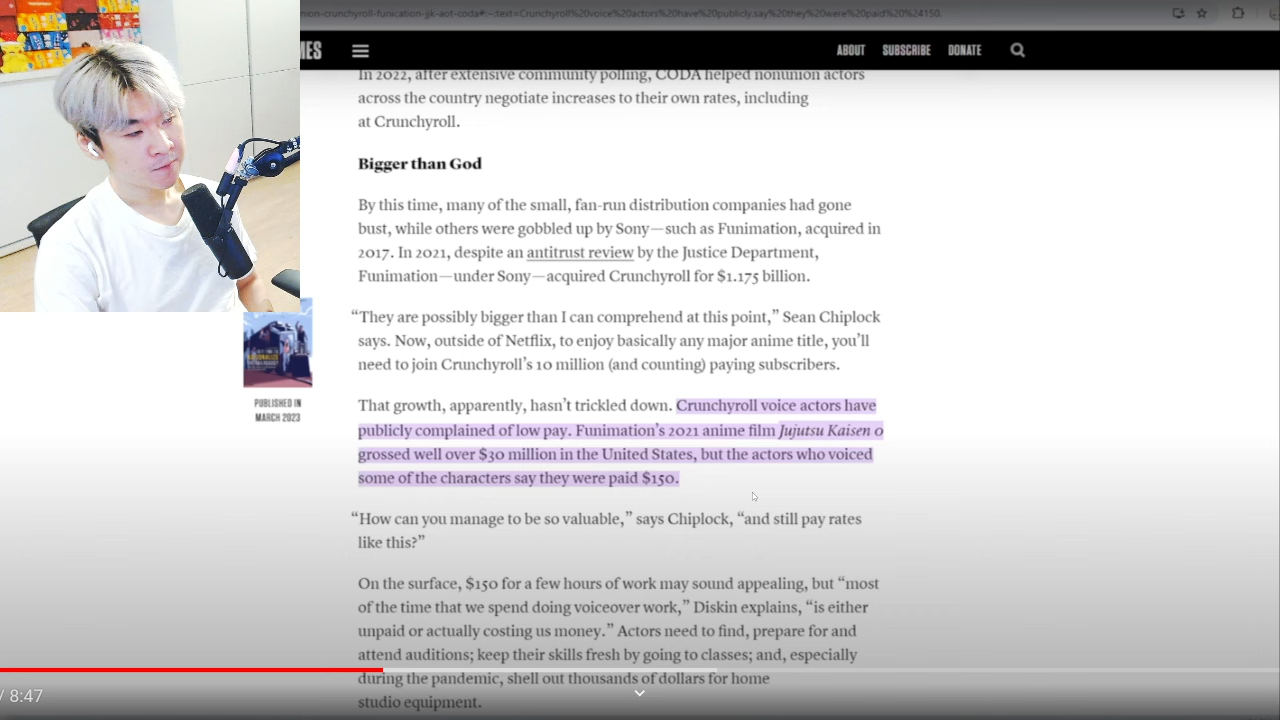 nion-crunchyroll-funication-jjk-aot-coda#:~:text=Crunchyroll%20voice%20actors%20have%20publicly,say%20they%20were%20paid%20%24150.
MES
ABOUT SUBSCRIBE DONATE
In 2022, after extensive community polling, CODA helped nonunion actors
across the country negotiate increases to their own rates, including
at Crunchyroll.
Bigger than God
By this time, many of the small, fan-run distribution companies had gone
bust, while others were gobbled up by Sony—such as Funimation, acquired in
2017. In 2021, despite an antitrust review by the Justice Department,
Funimation—under Sony—acquired Crunchyroll for $1.175 billion.
“They are possibly bigger than I can comprehend at this point,” Sean Chiplock
says. Now, outside of Netflix, to enjoy basically any major anime title, you’ll
need to join Crunchyroll’s 10 million (and counting) paying subscribers.
PUBLISHED IN
MARCH 2023
That growth, apparently, hasn’t trickled down. Crunchyroll voice actors have
publicly complained of low pay. Funimation’s 2021 anime film Jujutsu Kaisen 0
grossed well over $30 million in the United States, but the actors who voiced
some of the characters say they were paid $150.
“How can you manage to be so valuable,” says Chiplock, “and still pay rates
like this?”
On the surface, $150 for a few hours of work may sound appealing, but “most
of the time that we spend doing voiceover work,” Diskin explains, “is either
unpaid or actually costing us money.” Actors need to find, prepare for and
attend auditions; keep their skills fresh by going to classes; and, especially
during the pandemic, shell out thousands of dollars for home
studio equipment.
/ 8:47